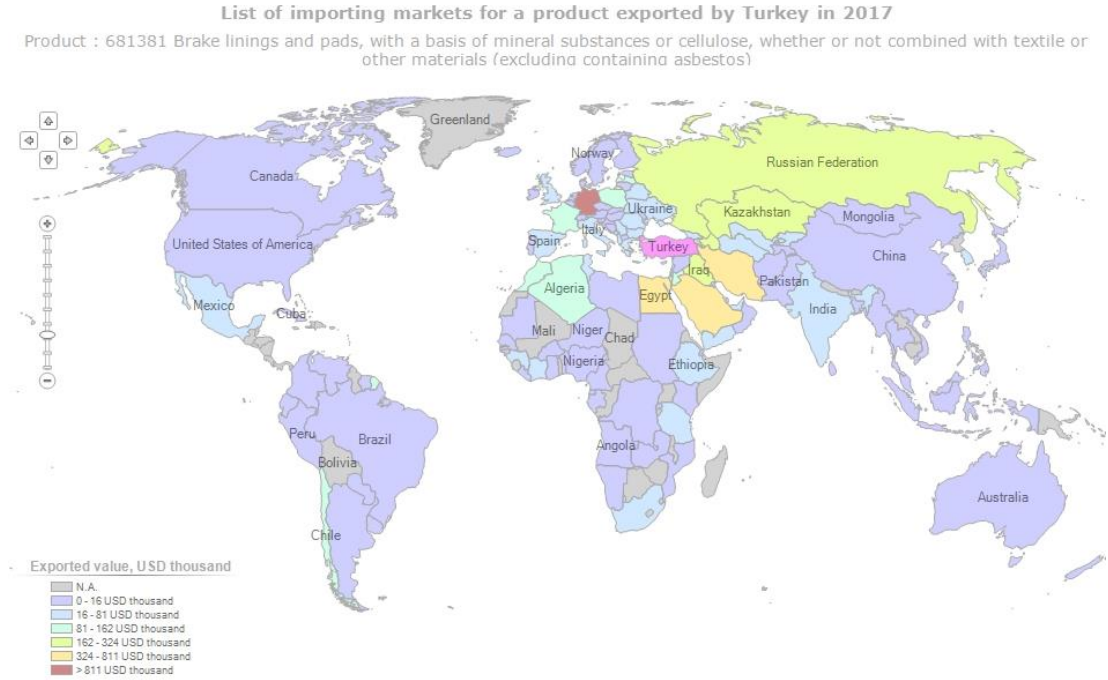 List of importing markets for a product exported by Turkey in 2017
Product : 681381 Brake linings and pads, with a basis of mineral substances or cellulose, whether or not combined with textile or
other materials (excluding containing asbestos)
Greenland
Norway
Russian Federation
Canada
Ukraine
Kazakhstan
Mongolia
Italy
Spain
Turkey
United States of America
China
Iraq
Pakistan
Algeria
Egypt
Mexico
India
Cuba
Mali
Niger
Chad
Nigeria
Ethiopia
Peru
Brazil
Angola
Bolivia
Australia
Chile
Exported value, USD thousand
N.A.
0 - 16 USD thousand
16 - 81 USD thousand
81 - 162 USD thousand
162 - 324 USD thousand
324 - 811 USD thousand
> 811 USD thousand